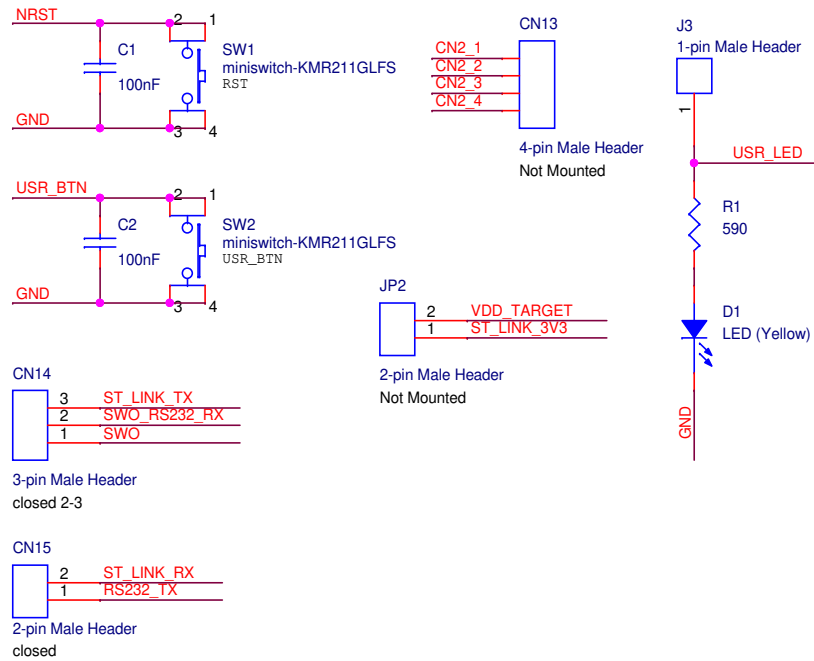 NRST
2 1
C1
100nF
SW1
miniswitch-KMR211GLFS
RST
GND
3 4
USR_BTN
2 1
C2
100nF
SW2
miniswitch-KMR211GLFS
USR_BTN
GND
3 4
CN13
CN2_1
CN2_2
CN2_3
CN2_4
4-pin Male Header
Not Mounted
J3
1-pin Male Header
1
USR_LED
R1
590
D1
LED (Yellow)
GND
JP2
2 VDD_TARGET
1 ST_LINK_3V3
2-pin Male Header
Not Mounted
CN14
3 ST_LINK_TX
2 SWO_RS232_RX
1 SWO
3-pin Male Header
closed 2-3
CN15
2 ST_LINK_RX
1 RS232_TX
2-pin Male Header
closed